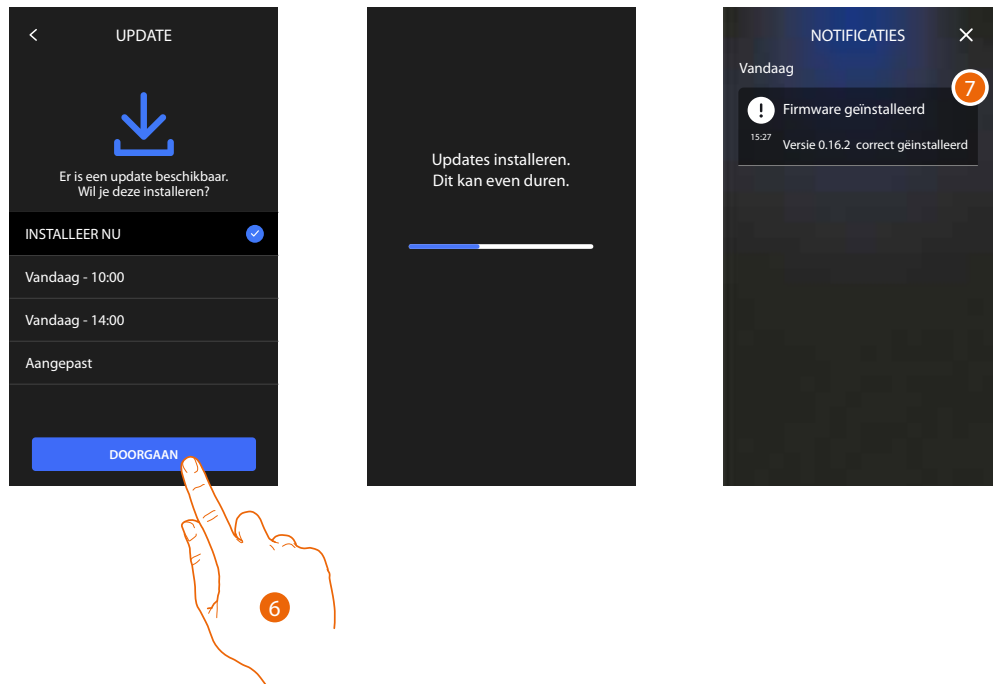 UPDATE
Er is een update beschikbaar.
Wil je deze installeren?
INSTALLEER NU
Vandaag - 10:00
Vandaag - 14:00
Aangepast
DOORGAAN
6
Updates installeren.
Dit kan even duren.
NOTIFICATIES
Vandaag
7
Firmware geïnstalleerd
15:27
Versie 0.16.2 correct gëinstalleerd